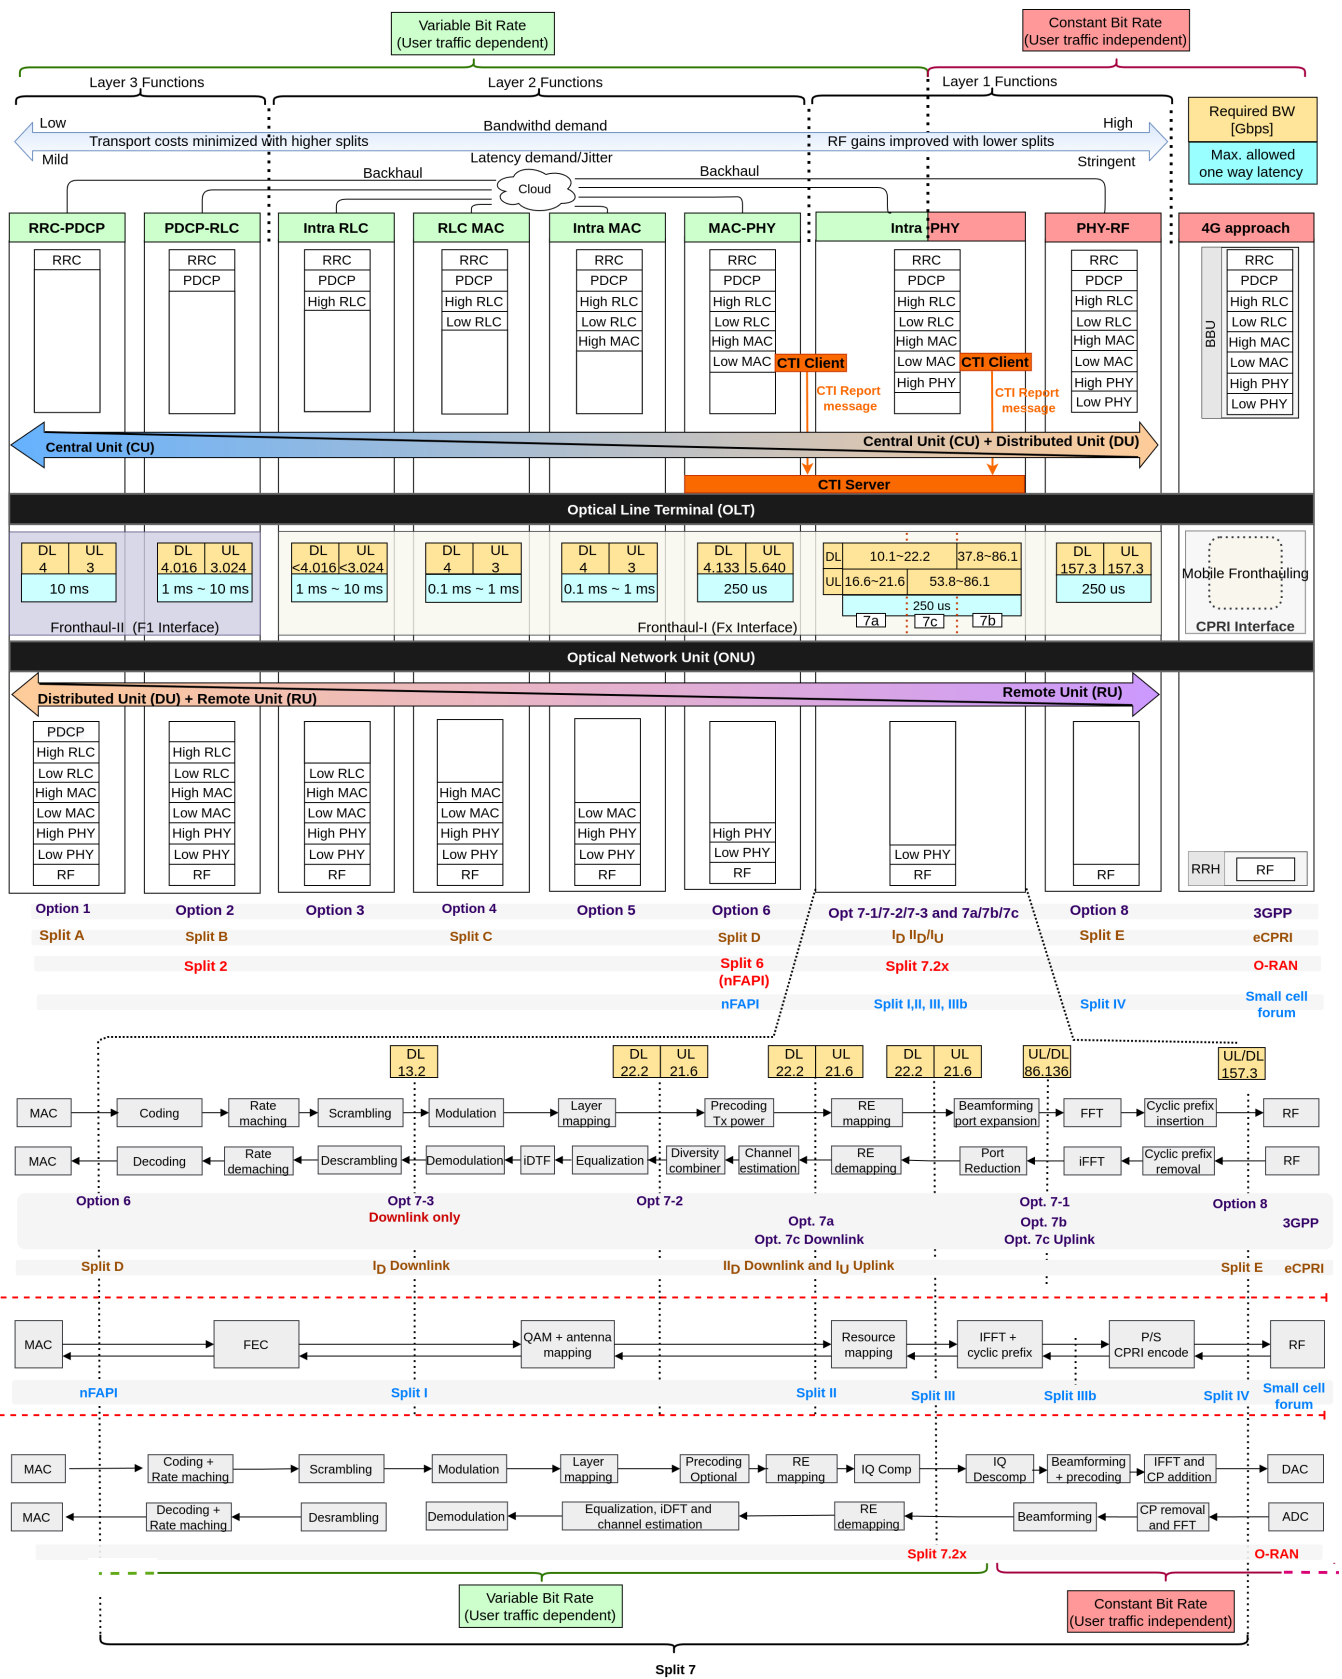 Variable Bit Rate
(User traffic dependent)
Constant Bit Rate
(User traffic independent)
Layer 3 Functions
Layer 2 Functions
Layer 1 Functions
Required BW
[Gbps]
Max. allowed
one way latency
Low
Bandwithd demand
High
Transport costs minimized with higher splits
RF gains improved with lower splits
Mild
Latency demand/Jitter
Stringent
Backhaul
Cloud
Backhaul
RRC-PDCP
PDCP-RLC
Intra RLC
RLC MAC
Intra MAC
MAC-PHY
Intra PHY
PHY-RF
4G approach
RRC
RRC
PDCP
RRC
PDCP
High RLC
RRC
PDCP
High RLC
Low RLC
RRC
PDCP
High RLC
Low RLC
High MAC
RRC
PDCP
High RLC
Low RLC
High MAC
Low MAC
CTI Client
CTI Report
message
RRC
PDCP
High RLC
Low RLC
High MAC
Low MAC
High PHY
CTI Client
CTI Report
message
RRC
PDCP
High RLC
Low RLC
High MAC
Low MAC
High PHY
Low PHY
BBU
RRC
PDCP
High RLC
Low RLC
High MAC
Low MAC
High PHY
Low PHY
Central Unit (CU)
Central Unit (CU) + Distributed Unit (DU)
CTI Server
Optical Line Terminal (OLT)
DL UL
4 3
10 ms
DL UL
4.016 3.024
1 ms ~ 10 ms
DL UL
<4.016 <3.024
1 ms ~ 10 ms
DL UL
4 3
0.1 ms ~ 1 ms
DL UL
4 3
0.1 ms ~ 1 ms
DL UL
4.133 5.640
250 us
DL 10.1~22.2 37.8~86.1
UL 16.6~21.6 53.8~86.1
250 us
7a 7c 7b
DL UL
157.3 157.3
250 us
Mobile Fronthauling
CPRI Interface
Fronthaul-II (F1 Interface)
Fronthaul-I (Fx Interface)
Optical Network Unit (ONU)
Distributed Unit (DU) + Remote Unit (RU)
Remote Unit (RU)
PDCP
High RLC
Low RLC
High MAC
Low MAC
High PHY
Low PHY
RF
High RLC
Low RLC
High MAC
Low MAC
High PHY
Low PHY
RF
Low RLC
High MAC
Low MAC
High PHY
Low PHY
RF
High MAC
Low MAC
High PHY
Low PHY
RF
Low MAC
High PHY
Low PHY
RF
High PHY
Low PHY
RF
Low PHY
RF
RF
RRH
RF
Option 1 Option 2 Option 3 Option 4 Option 5 Option 6 Opt 7-1/7-2/7-3 and 7a/7b/7c Option 8 3GPP
Split A Split B Split C Split D ID IID/IU Split E eCPRI
Split 2 Split 6 Split 7.2x O-RAN
(nFAPI)
nFAPI Split I,II, III, IIIb Split IV Small cell
forum
DL
13.2
DL UL
22.2 21.6
DL UL
22.2 21.6
DL UL
22.2 21.6
UL/DL
86.136
UL/DL
157.3
MAC
Coding
Rate
maching
Scrambling
Modulation
Layer
mapping
Precoding
Tx power
RE
mapping
Beamforming
port expansion
FFT
Cyclic prefix
insertion
RF
MAC
Decoding
Rate
demaching
Descrambling
Demodulation
iDTF
Equalization
Diversity
combiner
Channel
estimation
RE
demapping
Port
Reduction
iFFT
Cyclic prefix
removal
RF
Option 6 Opt 7-3 Opt 7-2 Opt. 7-1 Option 8
Downlink only
Opt. 7a Opt. 7b 3GPP
Opt. 7c Downlink Opt. 7c Uplink
Split D ID Downlink IID Downlink and IU Uplink Split E eCPRI
MAC
FEC
QAM + antenna
mapping
Resource
mapping
IFFT +
cyclic prefix
P/S
CPRI encode
RF
nFAPI Split I Split II Split III Split IIIb Split IV Small cell
forum
MAC
Coding +
Rate maching
Scrambling
Modulation
Layer
mapping
Precoding
Optional
RE
mapping
IQ Comp
IQ
Descomp
Beamforming
+ precoding
IFFT and
CP addition
DAC
MAC
Decoding +
Rate maching
Desrambling
Demodulation
Equalization, iDFT and
channel estimation
RE
demapping
Beamforming
CP removal
and FFT
ADC
Split 7.2x O-RAN
Variable Bit Rate
(User traffic dependent)
Constant Bit Rate
(User traffic independent)
Split 7